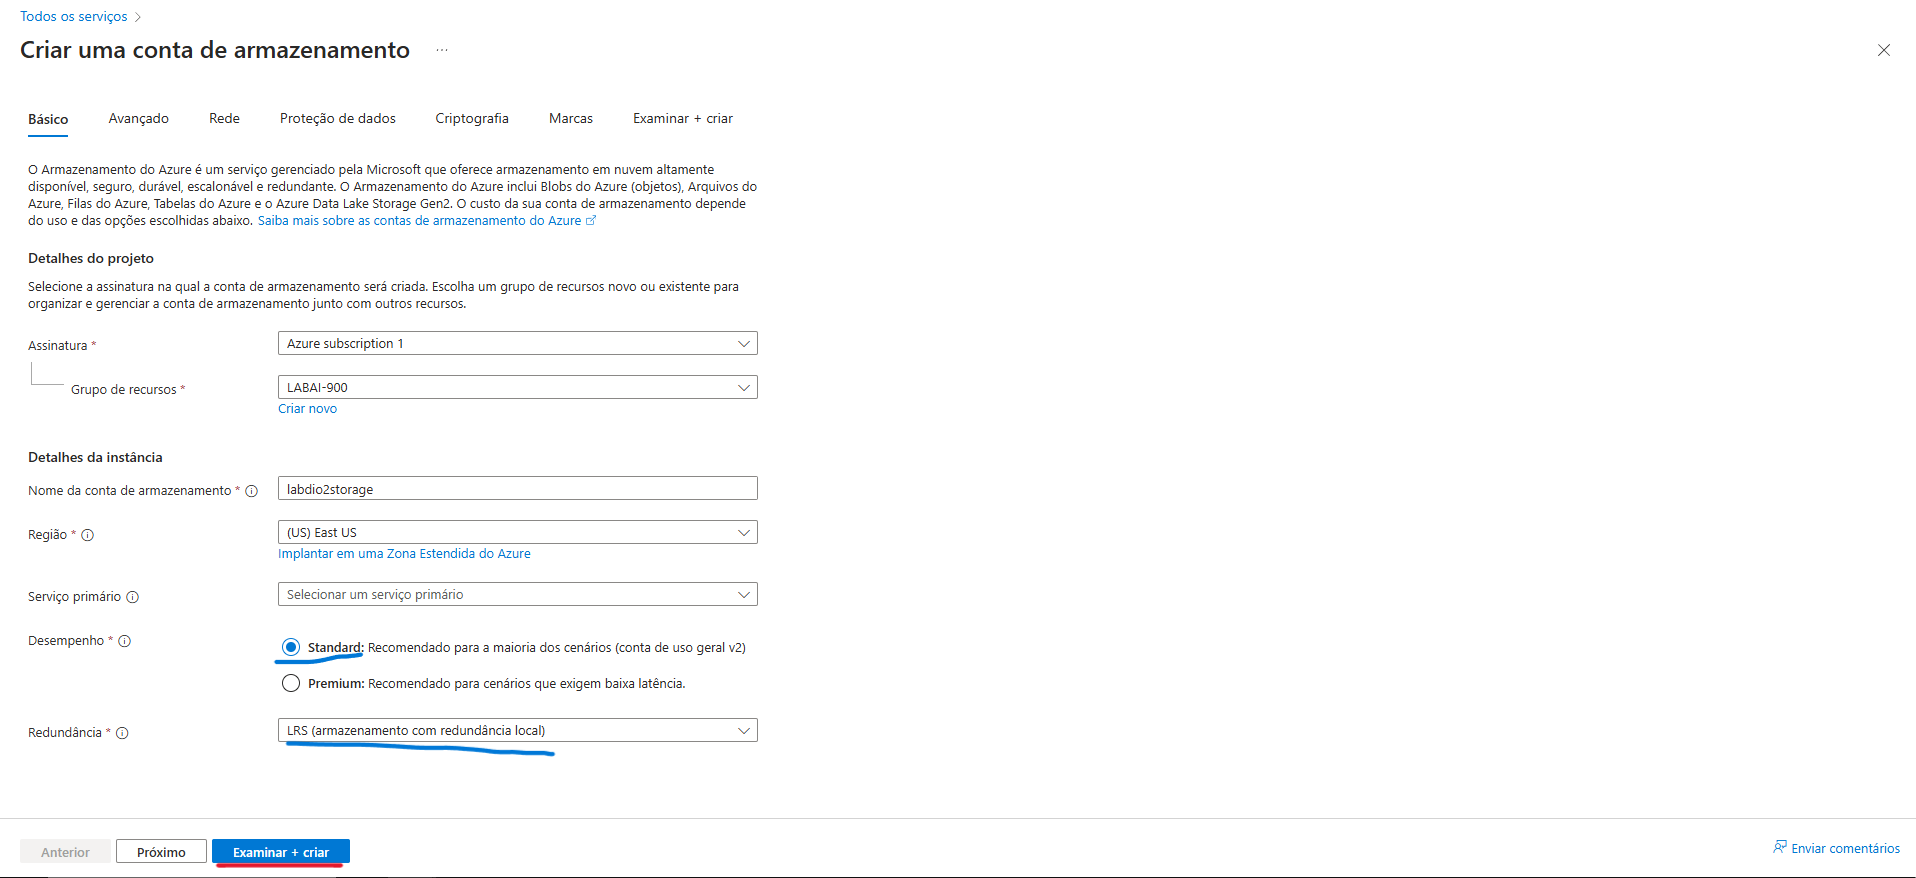 Todos os serviços
Criar uma conta de armazenamento ...
Básico Avançado Rede Proteção de dados Criptografia Marcas Examinar + criar
O Armazenamento do Azure é um serviço gerenciado pela Microsoft que oferece armazenamento em nuvem altamente
disponível, seguro, durável, escalonável e redundante. O Armazenamento do Azure inclui Blobs do Azure (objetos), Arquivos do
Azure, Filas do Azure, Tabelas do Azure e o Azure Data Lake Storage Gen2. O custo da sua conta de armazenamento depende
do uso e das opções escolhidas abaixo. Saiba mais sobre as contas de armazenamento do Azure
Detalhes do projeto
Selecione a assinatura na qual a conta de armazenamento será criada. Escolha um grupo de recursos novo ou existente para
organizar e gerenciar a conta de armazenamento junto com outros recursos.
Assinatura * Azure subscription 1
Grupo de recursos * LABAI-900
Criar novo
Detalhes da instância
Nome da conta de armazenamento * labdio2storage
Região * (US) East US
Implantar em uma Zona Estendida do Azure
Serviço primário Selecionar um serviço primário
Desempenho * Standard: Recomendado para a maioria dos cenários (conta de uso geral v2)
Premium: Recomendado para cenários que exigem baixa latência.
Redundância * LRS (armazenamento com redundância local)
Anterior Próximo Examinar + criar Enviar comentários